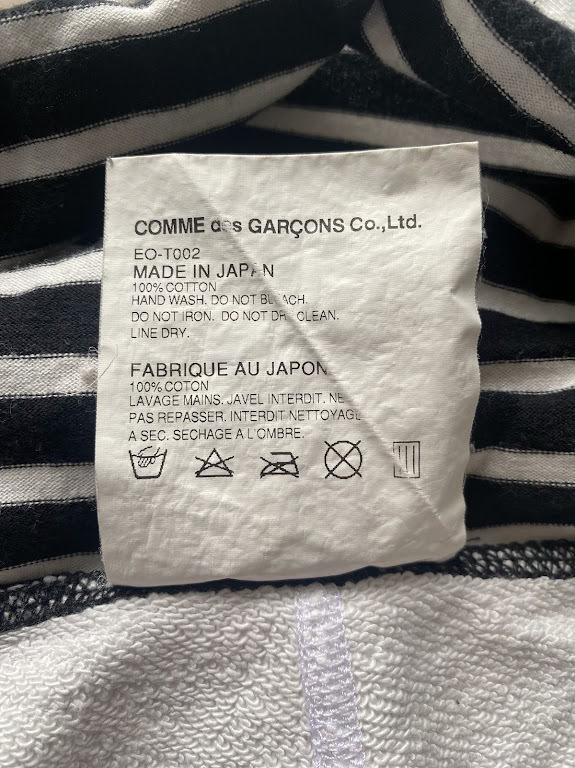 COMME des GARÇONS Co.,Ltd.
EO-T002
MADE IN JAPAN
100% COTTON
HAND WASH. DO NOT BLEACH.
DO NOT IRON. DO NOT DRY CLEAN.
LINE DRY.
FABRIQUE AU JAPON
100% COTON
LAVAGE MAINS. JAVEL INTERDIT. NE
PAS REPASSER. INTERDIT NETTOYAGE
A SEC. SECHAGE A L'OMBRE.